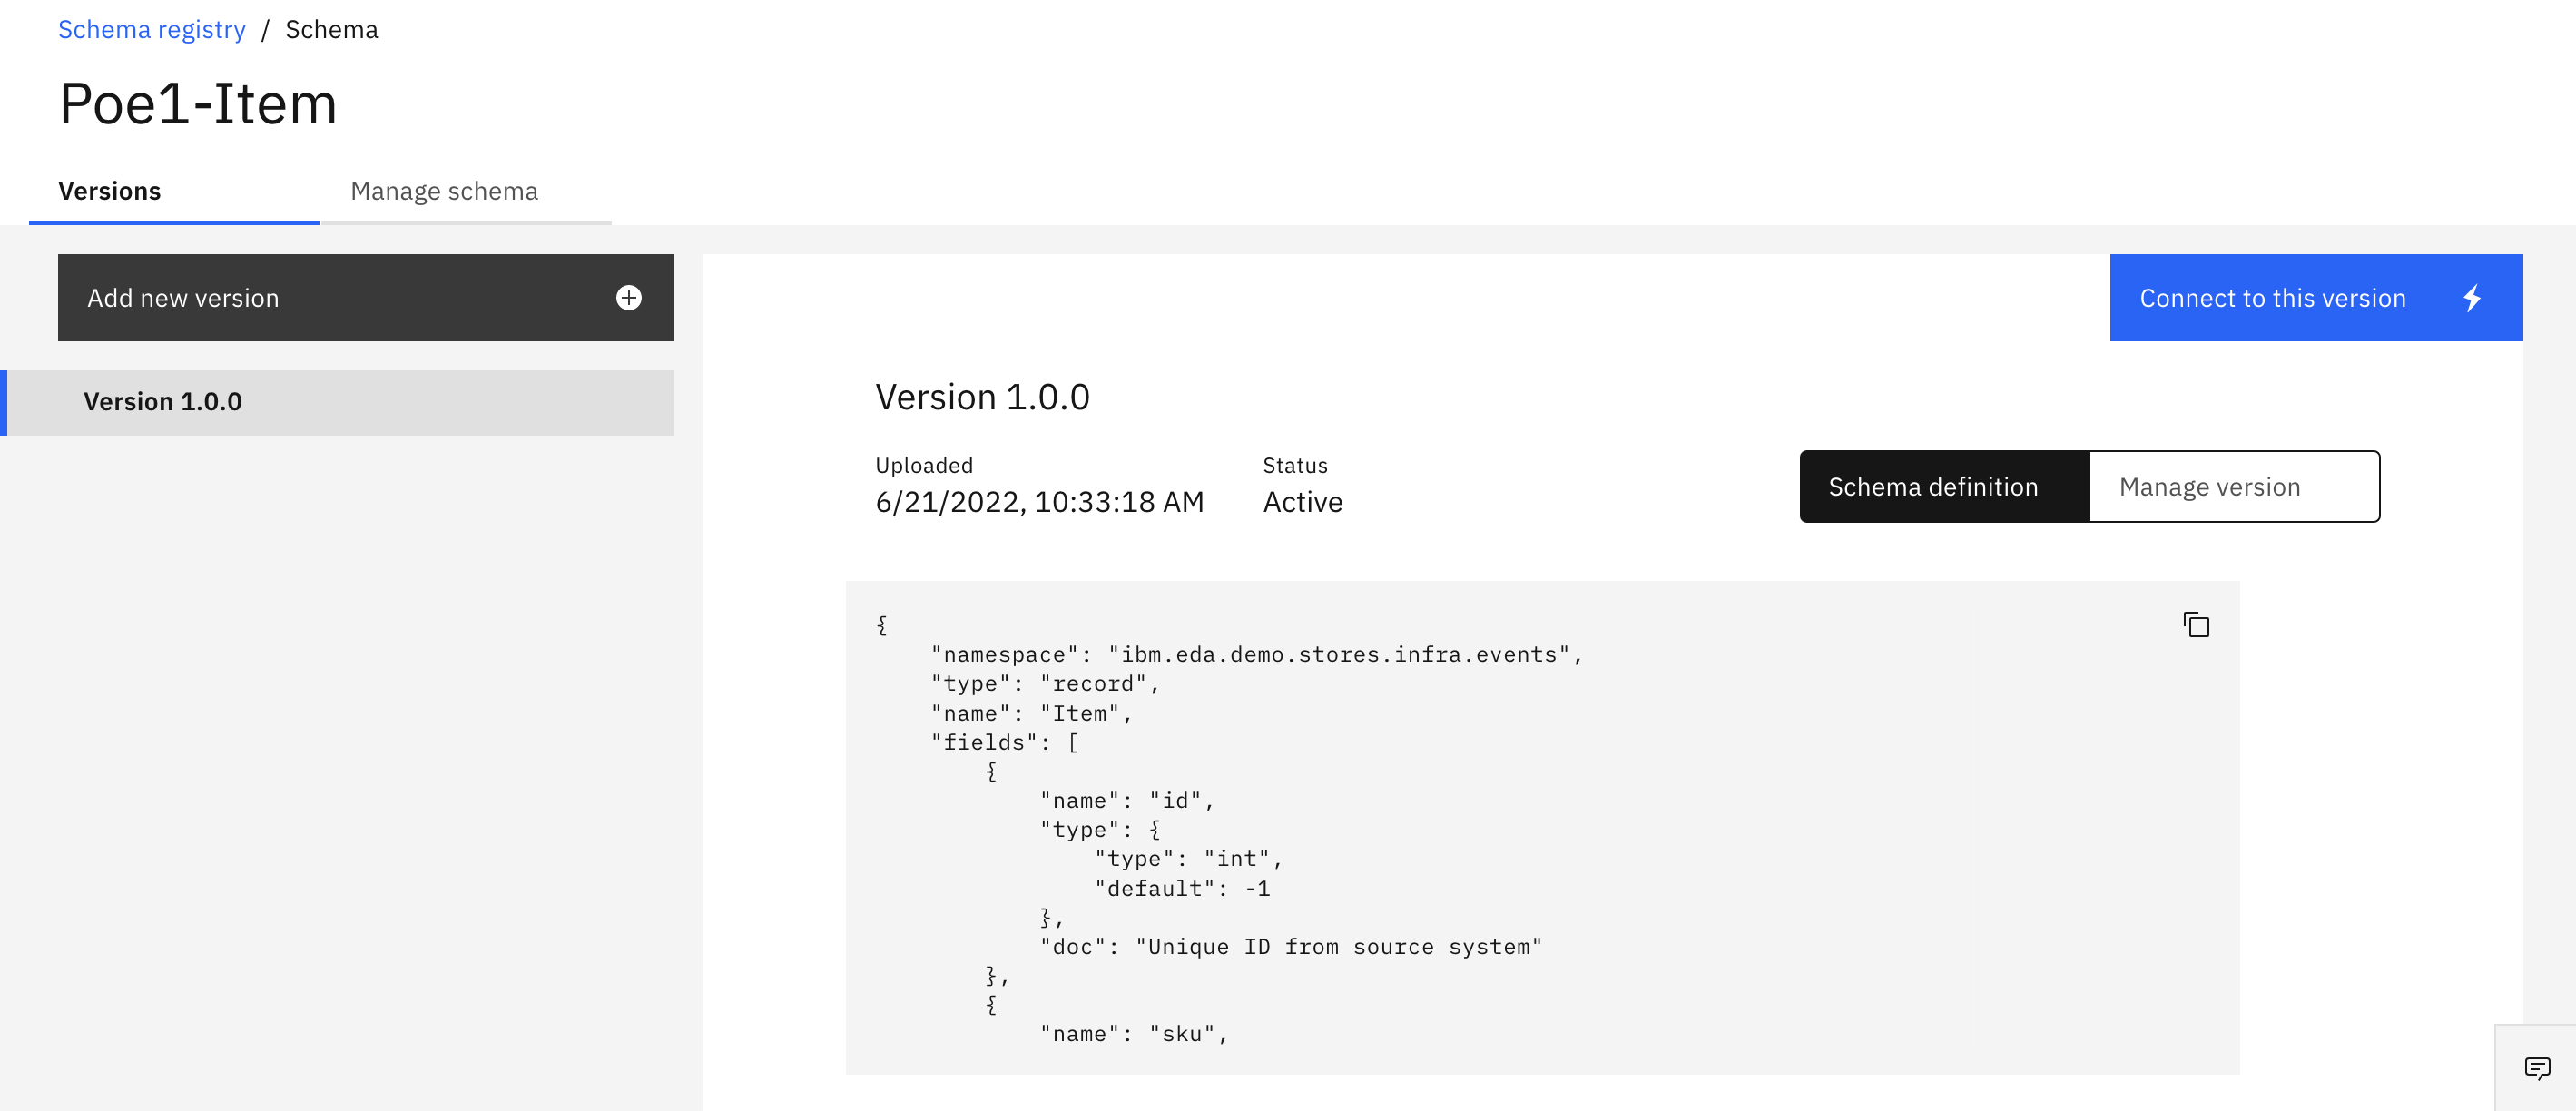 Schema registry / Schema
Poe1-Item
Versions
Manage schema
Add new version
Connect to this version
Version 1.0.0
Version 1.0.0
Uploaded
Status
6/21/2022, 10:33:18 AM
Active
Schema definition
Manage version
{
    "namespace": "ibm.eda.demo.stores.infra.events",
    "type": "record",
    "name": "Item",
    "fields": [
        {
            "name": "id",
            "type": {
                "type": "int",
                "default": -1
            },
            "doc": "Unique ID from source system"
        },
        {
            "name": "sku",